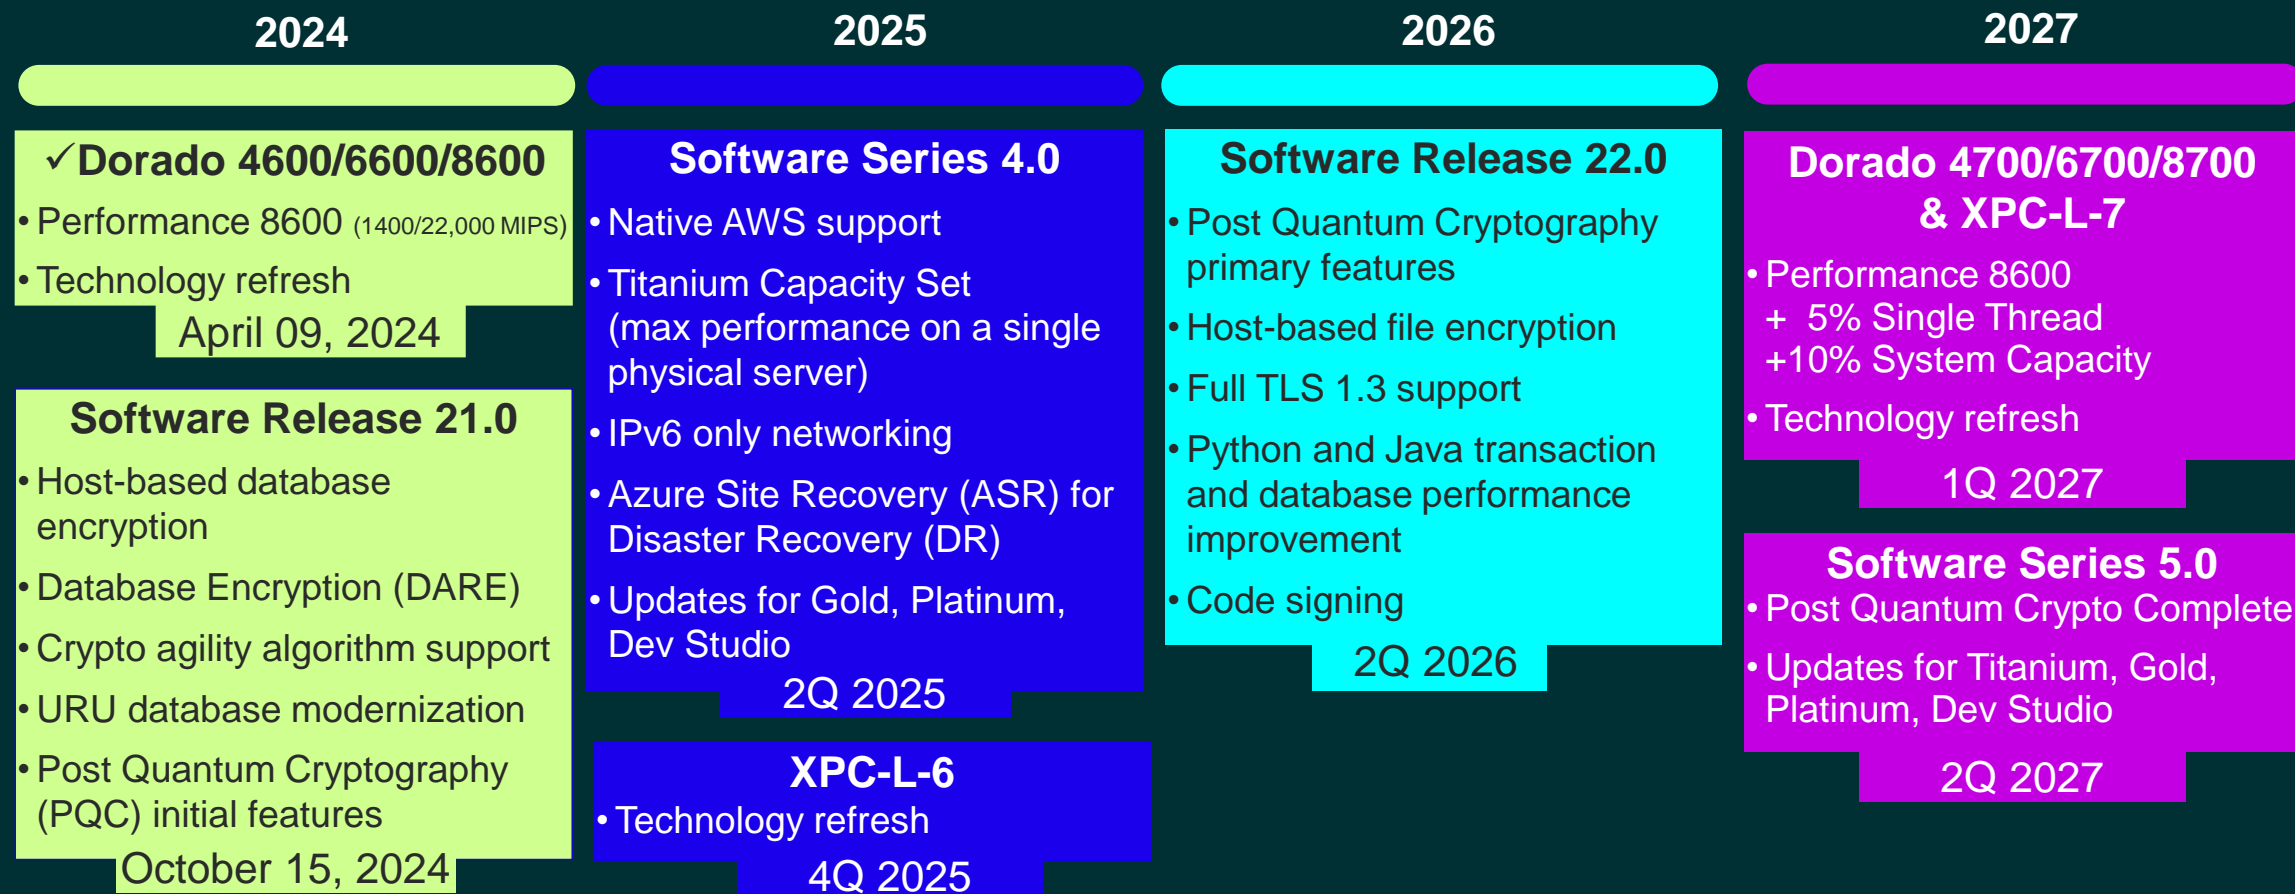 2024
✓Dorado 4600/6600/8600
• Performance 8600 (1400/22,000 MIPS)
• Technology refresh
April 09, 2024
Software Release 21.0
• Host-based database
encryption
• Database Encryption (DARE)
• Crypto agility algorithm support
• URU database modernization
• Post Quantum Cryptography
(PQC) initial features
October 15, 2024
2025
Software Series 4.0
• Native AWS support
• Titanium Capacity Set
(max performance on a single
physical server)
• IPv6 only networking
• Azure Site Recovery (ASR) for
Disaster Recovery (DR)
• Updates for Gold, Platinum,
Dev Studio
2Q 2025
XPC-L-6
• Technology refresh
4Q 2025
2026
Software Release 22.0
• Post Quantum Cryptography
primary features
• Host-based file encryption
• Full TLS 1.3 support
• Python and Java transaction
and database performance
improvement
• Code signing
2Q 2026
2027
Dorado 4700/6700/8700
& XPC-L-7
• Performance 8600
+ 5% Single Thread
+10% System Capacity
• Technology refresh
1Q 2027
Software Series 5.0
• Post Quantum Crypto Complete
• Updates for Titanium, Gold,
Platinum, Dev Studio
2Q 2027